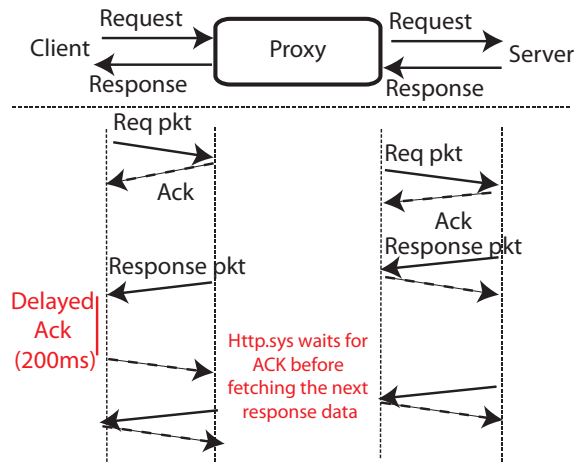 Request
Request
Client
Proxy
Server
Response
Response
Req pkt
Req pkt
Ack
Ack
Response pkt
Response pkt
Delayed
Ack
(200ms)
Http.sys waits for
ACK before
fetching the next
response data